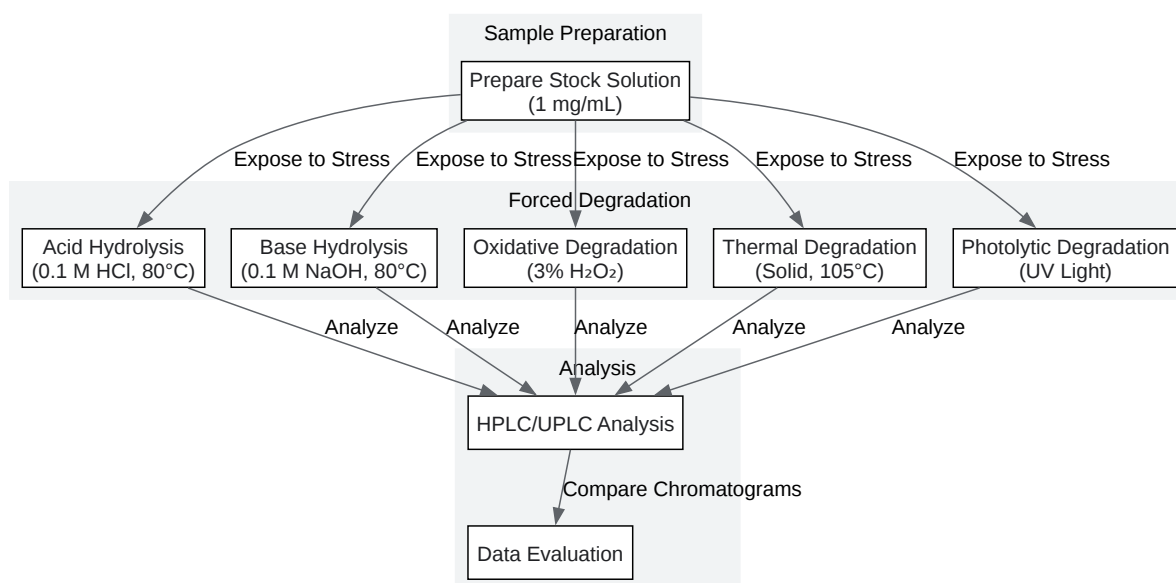 Sample Preparation
Prepare Stock Solution
(1 mg/mL)
Expose to Stress
Expose to Stress
Expose to Stress
Expose to Stress
Expose to Stress
Forced Degradation
Acid Hydrolysis
(0.1 M HCl, 80°C)
Base Hydrolysis
(0.1 M NaOH, 80°C)
Oxidative Degradation
(3% H₂O₂)
Thermal Degradation
(Solid, 105°C)
Photolytic Degradation
(UV Light)
Analyze
Analyze
Analyze
Analyze
Analyze
Analysis
HPLC/UPLC Analysis
Compare Chromatograms
Data Evaluation